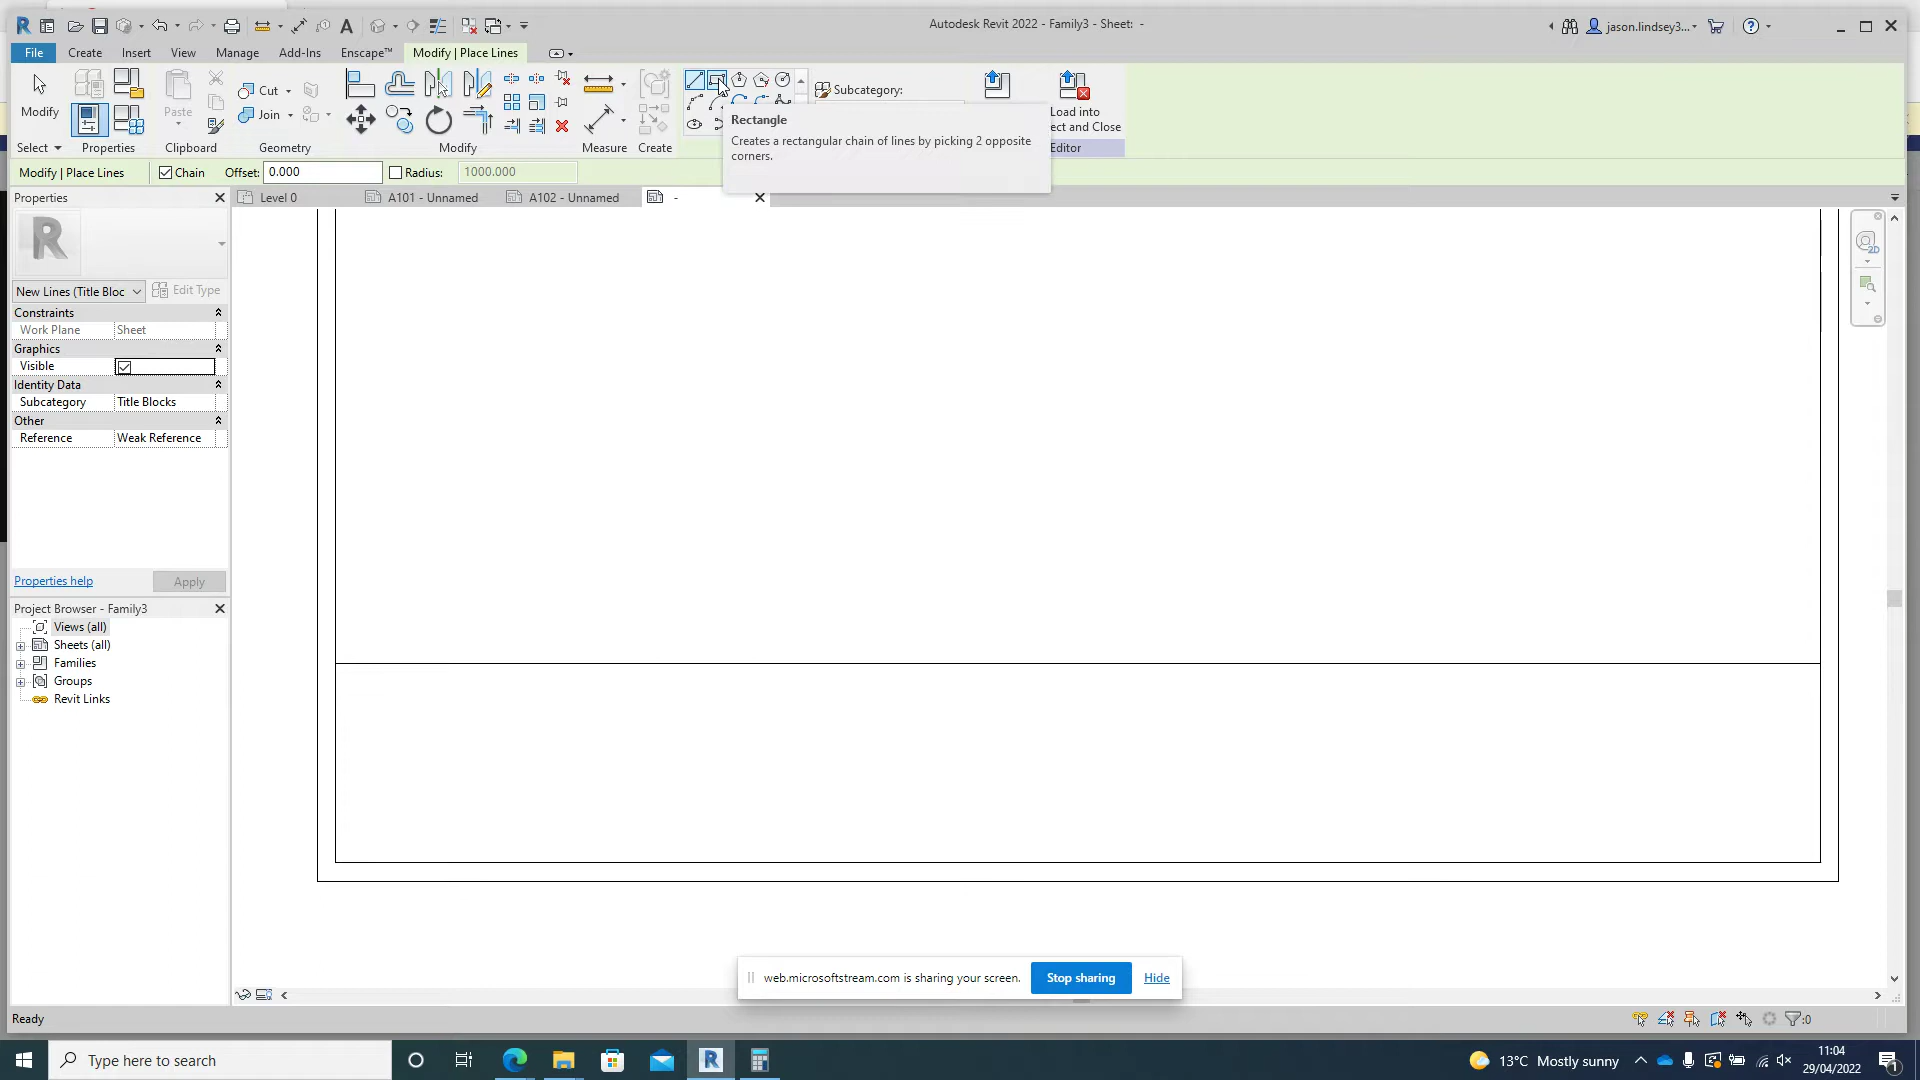 Autodesk Revit 2022 - Family3 - Sheet: -
jason.lindsey3...
File
Create
Insert
View
Manage
Add-Ins
Enscape™
Modify | Place Lines
Modify
Cut
Join
Paste
Subcategory:
Load into
ect and Close
Select
Properties
Clipboard
Geometry
Modify
Measure
Create
Editor
Rectangle
Creates a rectangular chain of lines by picking 2 opposite
corners.
Modify | Place Lines
Chain
Offset:
0.000
Radius:
1000.000
Properties
Level 0
A101 - Unnamed
A102 - Unnamed
-
2D
New Lines (Title Bloc
Edit Type
Constraints
Work Plane
Sheet
Graphics
Visible
Identity Data
Subcategory
Title Blocks
Other
Reference
Weak Reference
Properties help
Apply
Project Browser - Family3
Views (all)
Sheets (all)
Families
Groups
Revit Links
web.microsoftstream.com is sharing your screen.
Stop sharing
Hide
Ready
:0
Type here to search
13°C Mostly sunny
11:04
29/04/2022
1